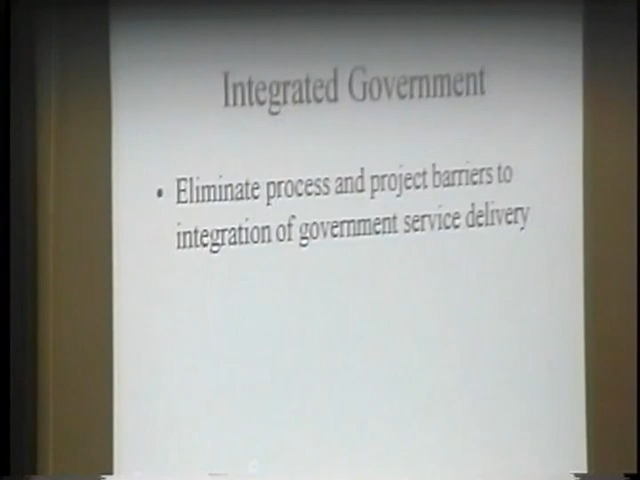 Integrated Government
• Eliminate process and project barriers to
integration of government service delivery